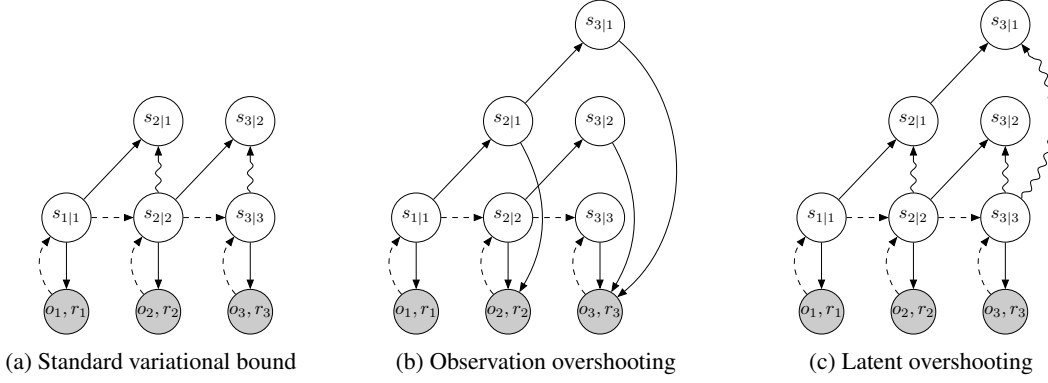 s3|1 s3|1
s2|1 s3|2 s2|1 s3|2 s2|1 s3|2
s1|1 s2|2 s3|3 s1|1 s2|2 s3|3 s1|1 s2|2 s3|3
o1, r1 o2, r2 o3, r3 o1, r1 o2, r2 o3, r3 o1, r1 o2, r2 o3, r3
(a) Standard variational bound (b) Observation overshooting (c) Latent overshooting